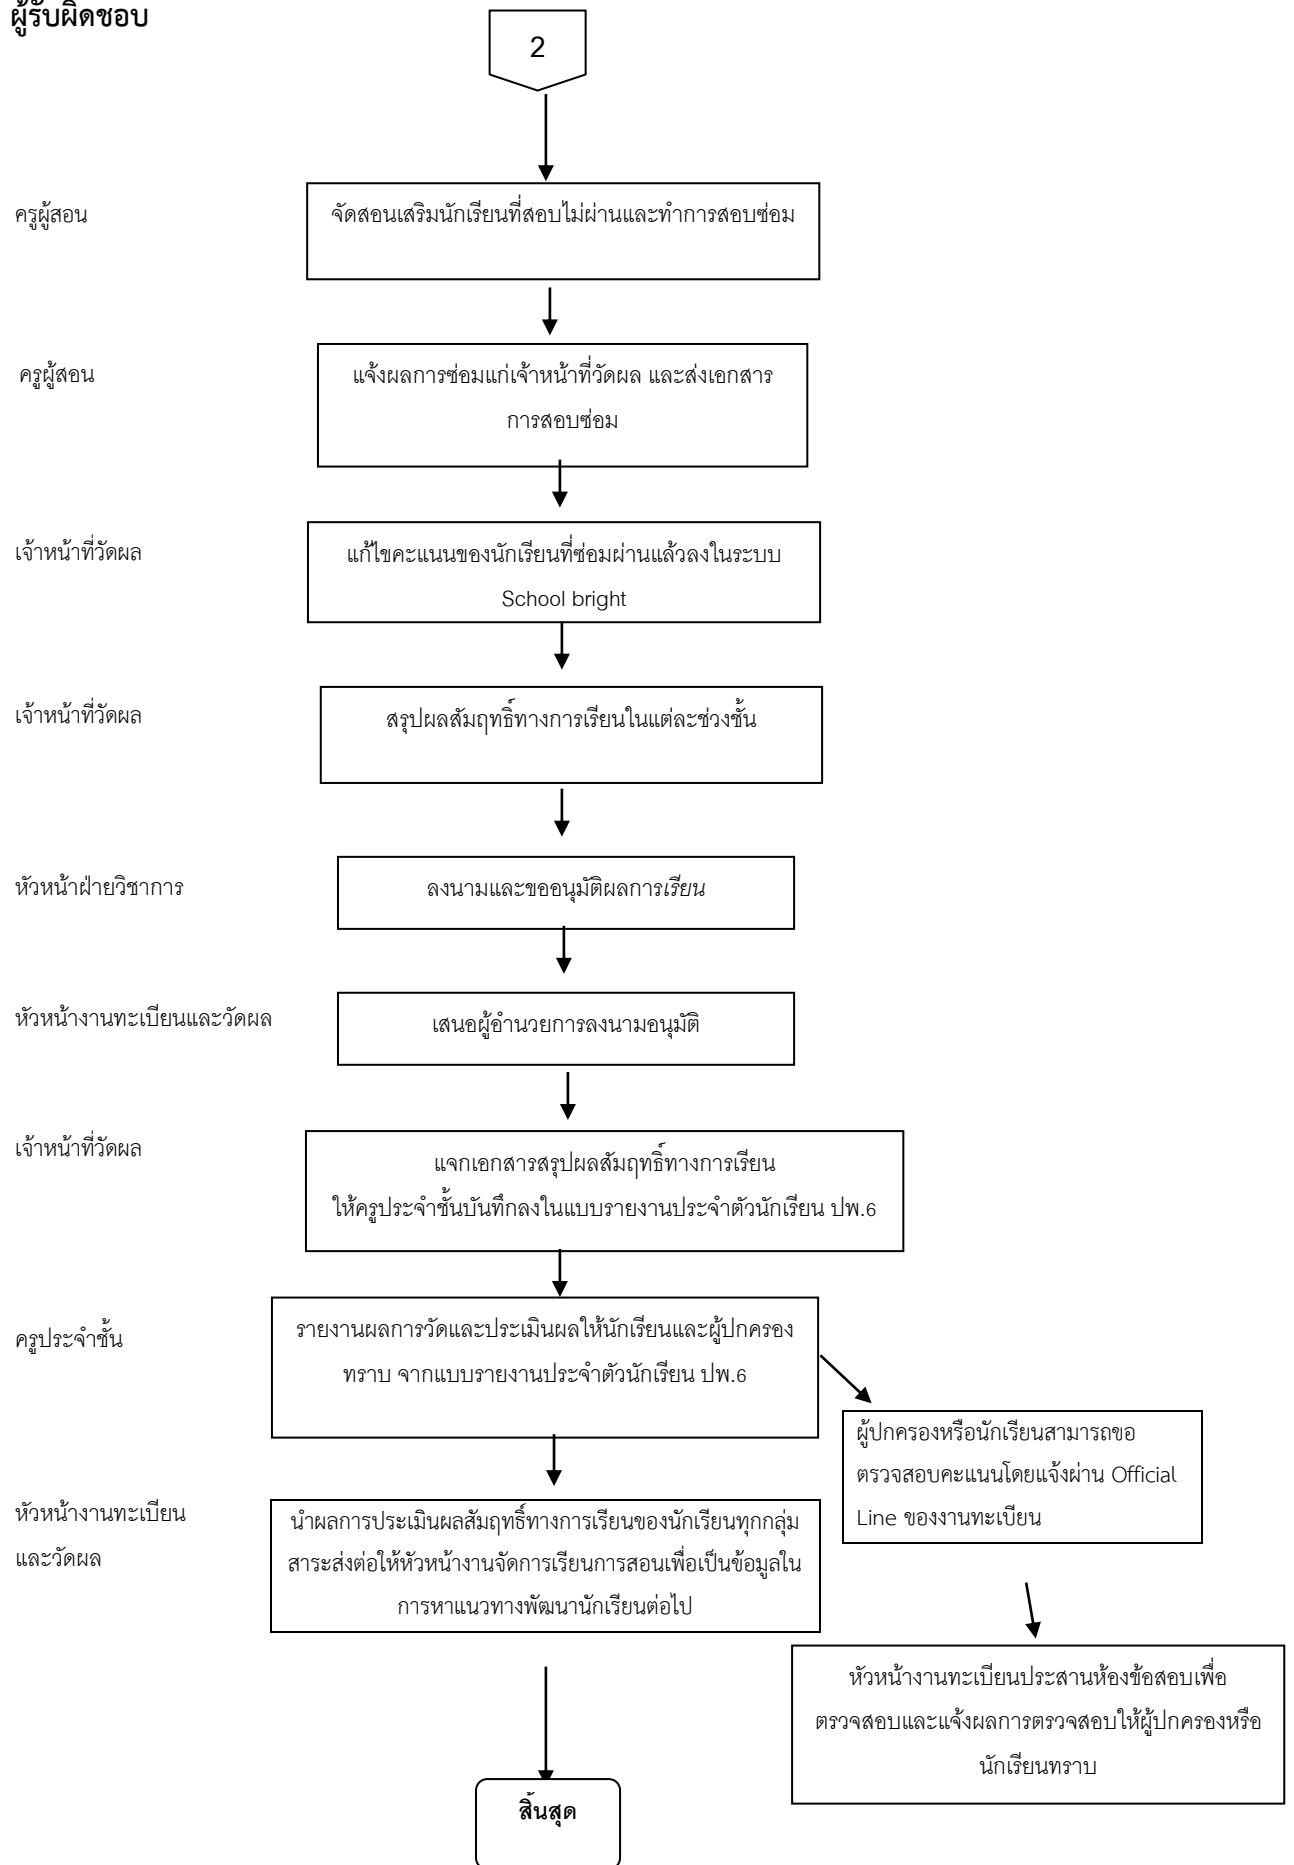 ผู้รับผิดชอบ
2
ครูผู้สอน
จัดสอนเสริมนักเรียนที่สอบไม่ผ่านและทำการสอบซ่อม
ครูผู้สอน
แจ้งผลการซ่อมแก่เจ้าหน้าที่วัดผล และส่งเอกสาร
การสอบซ่อม
เจ้าหน้าที่วัดผล
แก้ไขคะแนนของนักเรียนที่ซ่อมผ่านแล้วลงในระบบ
School bright
เจ้าหน้าที่วัดผล
สรุปผลสัมฤทธิ์ทางการเรียนในแต่ละช่วงชั้น
หัวหน้าฝ่ายวิชาการ
ลงนามและขออนุมัติผลการเรียน
หัวหน้างานทะเบียนและวัดผล
เสนอผู้อำนวยการลงนามอนุมัติ
เจ้าหน้าที่วัดผล
แจกเอกสารสรุปผลสัมฤทธิ์ทางการเรียน
ให้ครูประจำชั้นบันทึกลงในแบบรายงานประจำตัวนักเรียน ปพ.6
ครูประจำชั้น
รายงานผลการวัดและประเมินผลให้นักเรียนและผู้ปกครอง
ทราบ จากแบบรายงานประจำตัวนักเรียน ปพ.6
ผู้ปกครองหรือนักเรียนสามารถขอ
ตรวจสอบคะแนนโดยแจ้งผ่าน Official
Line ของงานทะเบียน
หัวหน้างานทะเบียน
และวัดผล
นำผลการประเมินผลสัมฤทธิ์ทางการเรียนของนักเรียนทุกกลุ่ม
สาระส่งต่อให้หัวหน้างานจัดการเรียนการสอนเพื่อเป็นข้อมูลใน
การหาแนวทางพัฒนานักเรียนต่อไป
หัวหน้างานทะเบียนประสานห้องข้อสอบเพื่อ
ตรวจสอบและแจ้งผลการตรวจสอบให้ผู้ปกครองหรือ
นักเรียนทราบ
สิ้นสุด